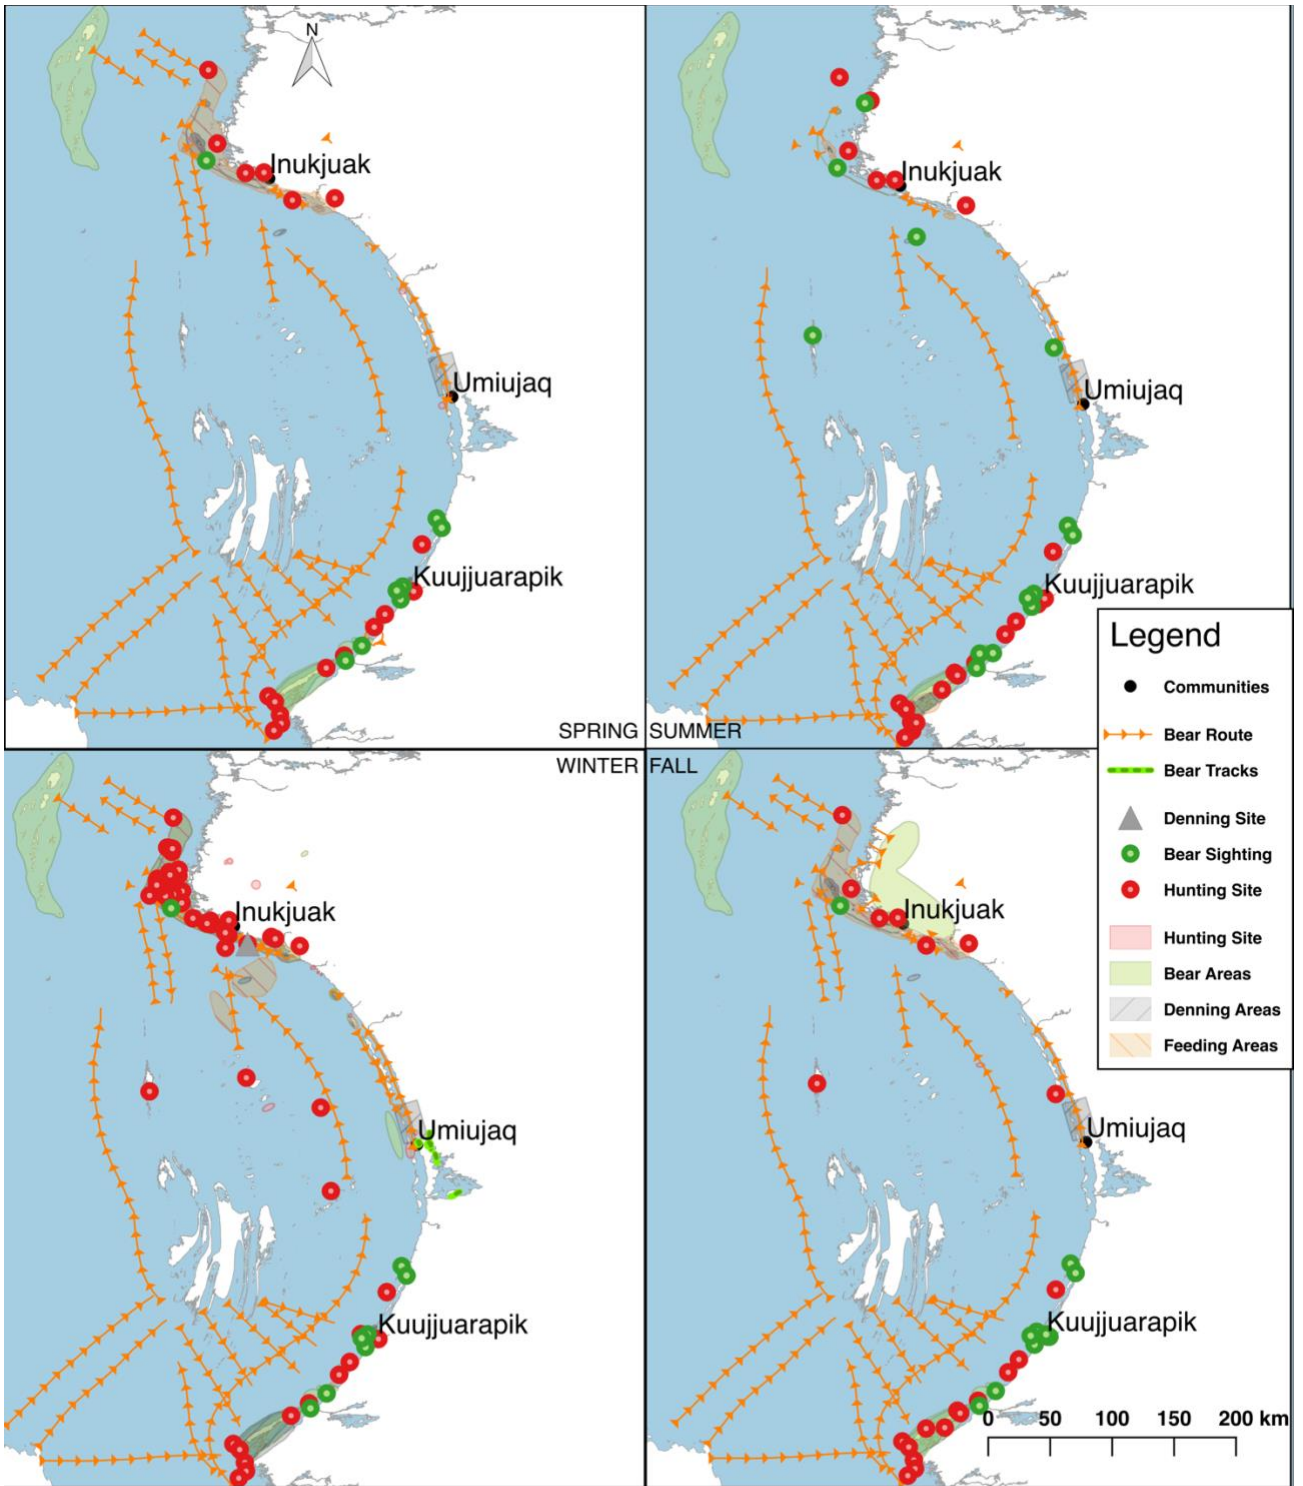 N
Inukjuak
Umiujaq
Kuujjuarapik
SPRING
Inukjuak
Umiujaq
Kuujjuarapik
SUMMER
WINTER
Inukjuak
Umiujaq
Kuujjuarapik
FALL
Inukjuak
Umiujaq
Kuujjuarapik
Legend
Communities
Bear Route
Bear Tracks
Denning Site
Bear Sighting
Hunting Site
Hunting Site
Bear Areas
Denning Areas
Feeding Areas
0 50 100 150 200 km